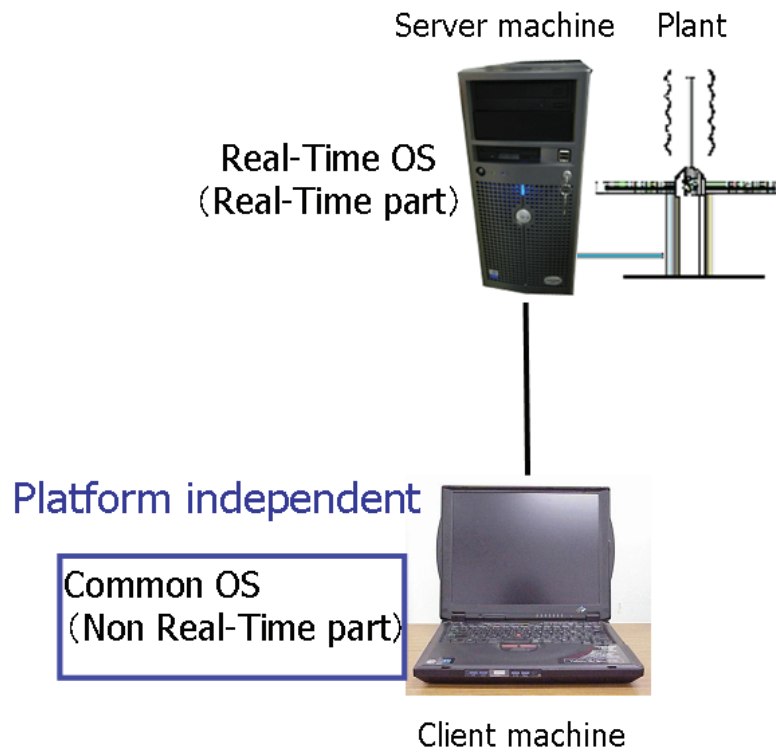 Server machine
Plant
Real-Time OS
（Real-Time part）
Platform independent
Common OS
（Non Real-Time part）
Client machine